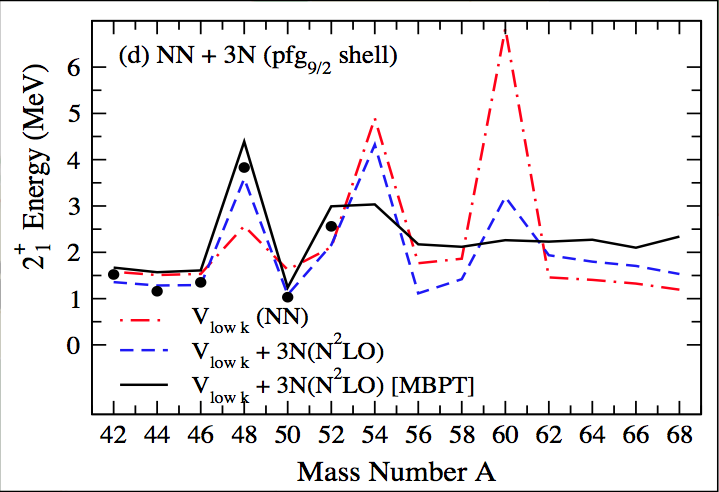 (d) NN + 3N (pfg9/2 shell)
2+1 Energy (MeV)
6
5
4
3
2
1
0
Vlow k (NN)
Vlow k + 3N(N2LO)
Vlow k + 3N(N2LO) [MBPT]
42 44 46 48 50 52 54 56 58 60 62 64 66 68
Mass Number A